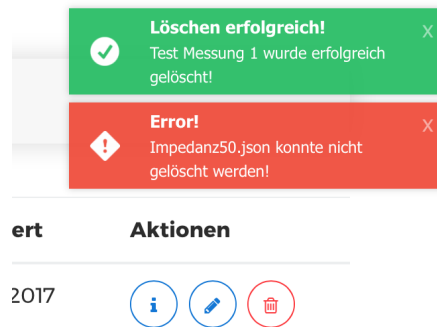 Löschen erfolgreich!
X
Test Messung 1 wurde erfolgreich
gelöscht!
Error!
X
Impedanz50.json konnte nicht
gelöscht werden!
ert
Aktionen
2017